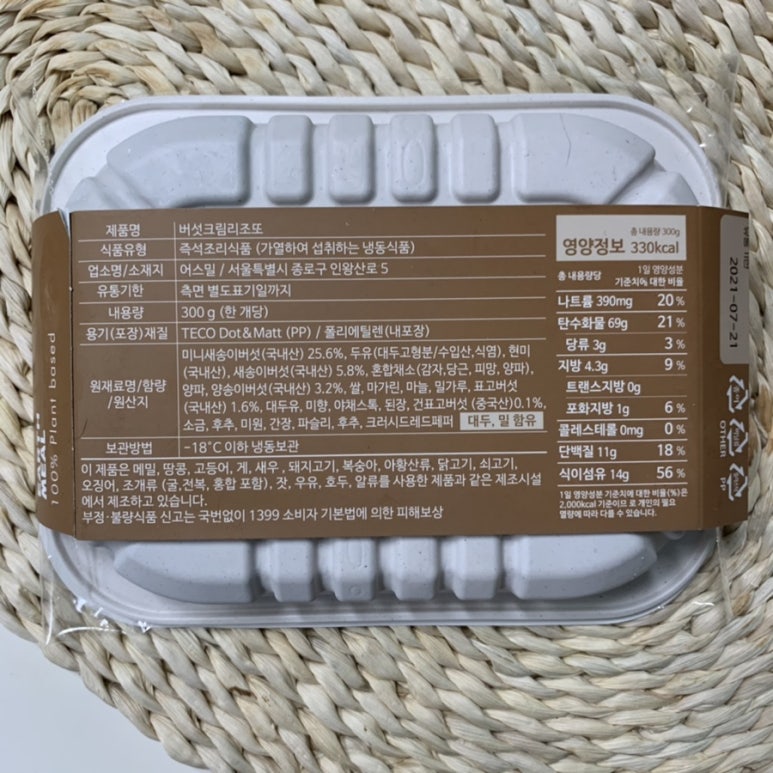 제품명 버섯크림리조또
식품유형 즉석조리식품 (가열하여 섭취하는 냉동식품)
업소명/소재지 어스밀 / 서울특별시 종로구 인왕산로 5
유통기한 측면 별도표기일까지
내용량 300 g (한 개당)
용기(포장)재질 TECO Dot&Matt (PP) / 폴리에틸렌(내포장)
원재료명/함량
/원산지
미니새송이버섯(국내산) 25.6%, 두유(대두고형분/수입산,식염), 현미
(국내산), 새송이버섯(국내산) 5.8%, 혼합채소(감자,당근, 피망, 양파),
양파, 양송이버섯(국내산) 3.2%, 쌀, 마가린, 마늘, 밀가루, 표고버섯
(국내산) 1.6%, 대두유, 미향, 야채스톡, 된장, 건표고버섯 (중국산)0.1%,
소금, 후추, 미원, 간장, 파슬리, 후추, 크러시드레드페퍼 대두, 밀 함유
보관방법 -18˚C 이하 냉동보관
이 제품은 메밀, 땅콩, 고등어, 게, 새우, 돼지고기, 복숭아, 아황산류, 닭고기, 쇠고기,
오징어, 조개류 (굴,전복, 홍합 포함), 잣, 우유, 호두, 알류를 사용한 제품과 같은 제조시설
에서 제조하고 있습니다.
부정·불량식품 신고는 국번없이 1399 소비자 기본법에 의한 피해보상
총 내용량 300g
영양정보 330kcal
총 내용량당 1일 영양성분
기준치에 대한 비율
나트륨 390mg 20 %
탄수화물 69g 21 %
당류 3g 3 %
지방 4.3g 9 %
트랜스지방 0g
포화지방 1g 6 %
콜레스테롤 0mg 0 %
단백질 11g 18 %
식이섬유 14g 56 %
1일 영양성분 기준치에 대한 비율(%)은
2,000kcal 기준이므로 개인의 필요
열량에 따라 다를 수 있습니다.
100% Plant based
2021-07-21
OTHER
PP